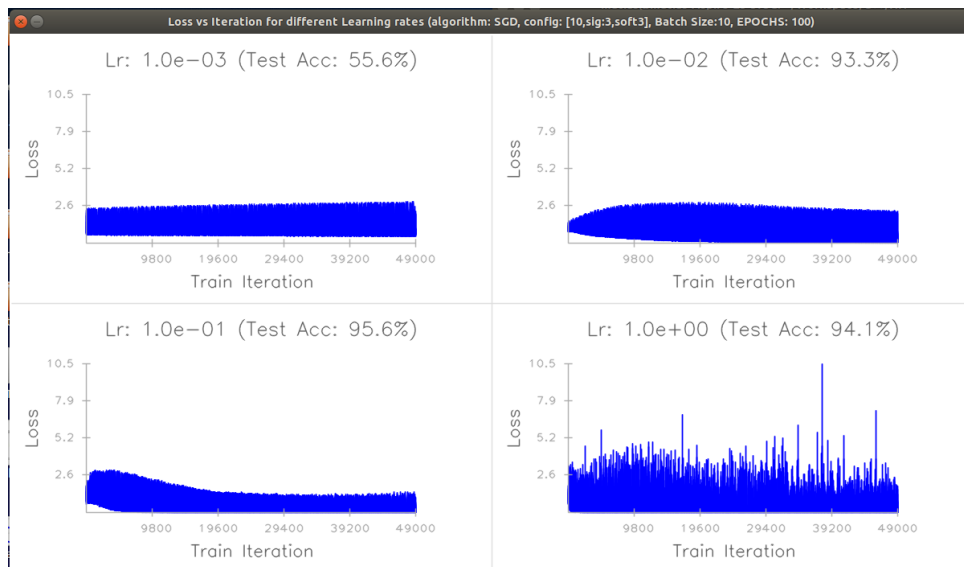 Loss vs Iteration for different Learning rates (algorithm: SGD, config: [10,sig:3,soft3], Batch Size:10, EPOCHS: 100)
Lr: 1.0e-03 (Test Acc: 55.6%)
10.5
7.9
5.2
2.6
Loss
9800 19600 29400 39200 49000
Train Iteration
Lr: 1.0e-02 (Test Acc: 93.3%)
10.5
7.9
5.2
2.6
Loss
9800 19600 29400 39200 49000
Train Iteration
Lr: 1.0e-01 (Test Acc: 95.6%)
10.5
7.9
5.2
2.6
Loss
9800 19600 29400 39200 49000
Train Iteration
Lr: 1.0e+00 (Test Acc: 94.1%)
10.5
7.9
5.2
2.6
Loss
9800 19600 29400 39200 49000
Train Iteration